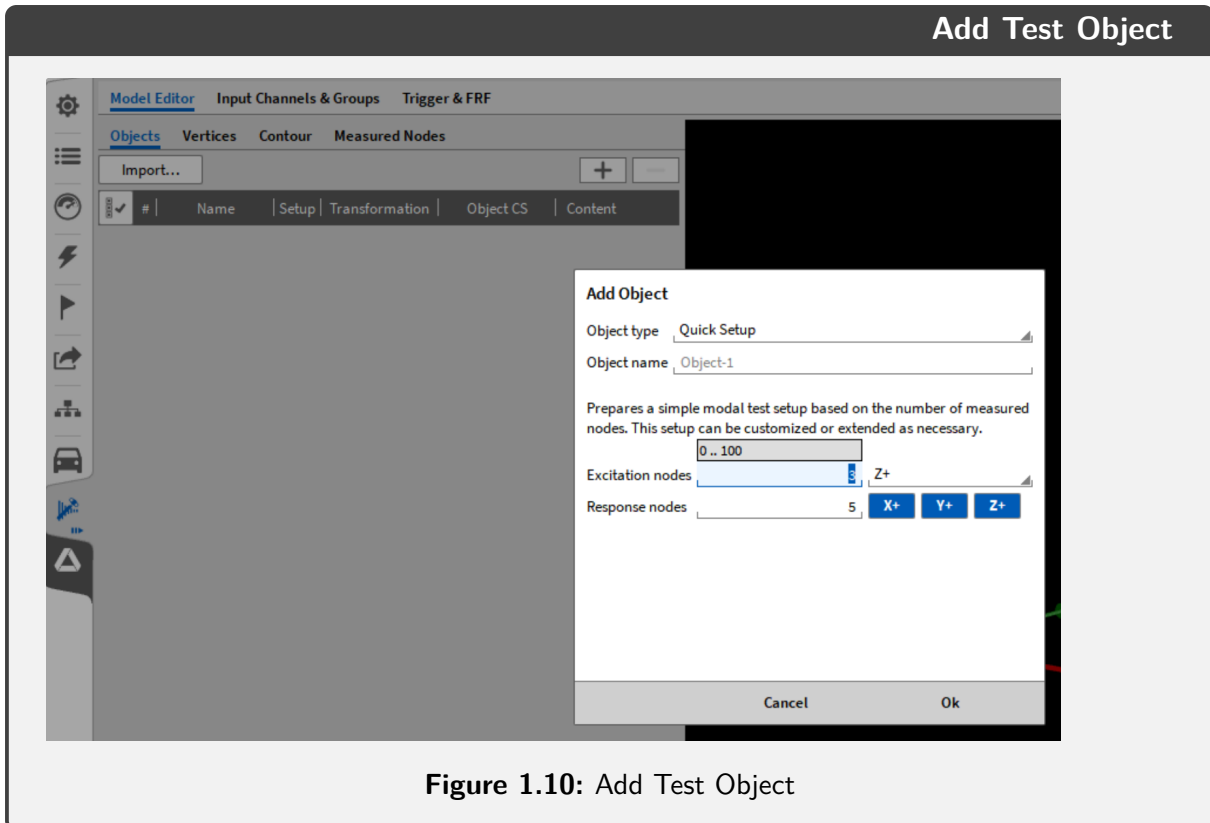 Add Test Object
Model Editor Input Channels & Groups Trigger & FRF
Objects Vertices Contour Measured Nodes
Import...
# Name Setup Transformation Object CS Content
Add Object
Object type Quick Setup
Object name Object-1
Prepares a simple modal test setup based on the number of measured
nodes. This setup can be customized or extended as necessary.
0 .. 100
Excitation nodes 3 Z+
Response nodes 5 X+ Y+ Z+
Cancel Ok
Figure 1.10: Add Test Object